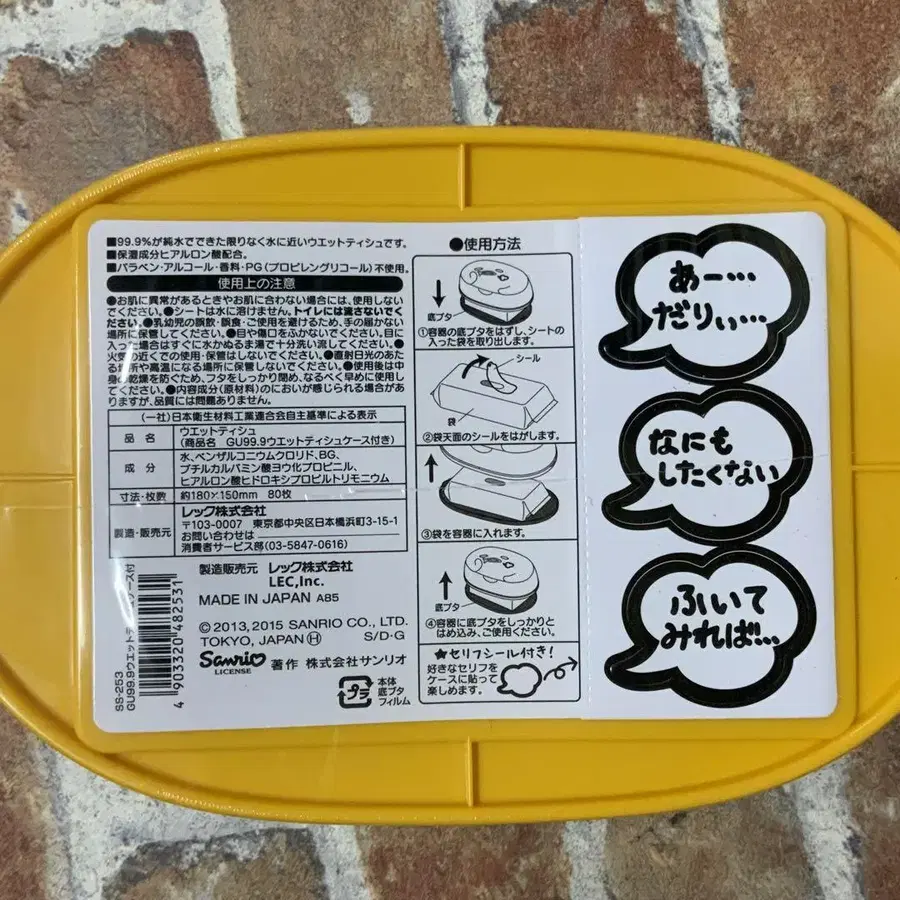 ■99.9%が純水でできた限りなく水に近いウエットティシュです。
■保湿成分ヒアルロン酸配合。
■パラベン・アルコール・香料・PG(プロピレングリコール)不使用。
使用上の注意
●お肌に異常があるときやお肌に合わない場合には、使用しない
でください。●シートは水に溶けません。トイレには流さないでく
ださい。●乳幼児の誤飲・誤食・ご使用を避けるため、手の届かない
場所に保管してください。●目や傷口をふかないでください。目に
入った場合はすぐに水かぬるま湯で十分洗い流してください。●
火気の近くでの使用・保管はしないでください。●直射日光のあた
る場所や高温になる場所に保管しないでください。●使用後は中
身の乾燥を防ぐため、フタをしっかり閉め、なるべく早めに使用し
てください。●内容成分(原材料)のにおいが感じられる場合があり
ますが、品質には問題ありません。
(一社)日本衛生材料工業連合会自主基準による表示
品名 ウエットティシュ
(商品名 GU99.9ウエットティシュケース付き)
成分 水、ベンザルコニウムクロリド、BG、
ブチルカルバミン酸ヨウ化プロピニル、
ヒアルロン酸ヒドロキシプロピルトリモニウム
寸法・枚数 約180×150mm 80枚
製造・販売元 レック株式会社
〒103-0007 東京都中央区日本橋浜町3-15-1
お問い合わせは
消費者サービス部(03-5847-0616)
製造販売元 レック株式会社
LEC,Inc.
MADE IN JAPAN A85
©2013,2015 SANRIO CO., LTD.
TOKYO, JAPAN Ⓗ S/D・G
Sanrio 著作 株式会社サンリオ
LICENSE
プラ 本体
底ブタ
フィルム
4 903320 482531
SS-253
●使用方法
底ブタ
①容器の底ブタをはずし、シートの
入った袋を取り出します。
シール
袋
②袋天面のシールをはがします。
③袋を容器に入れます。
底ブタ
④容器に底ブタをしっかりと
はめ込み、ご使用ください。
★セリフシール付き!
好きなセリフを
ケースに貼って
楽しめます。
あー…
だりぃ…
なにも
したくない
ふいて
みれば…